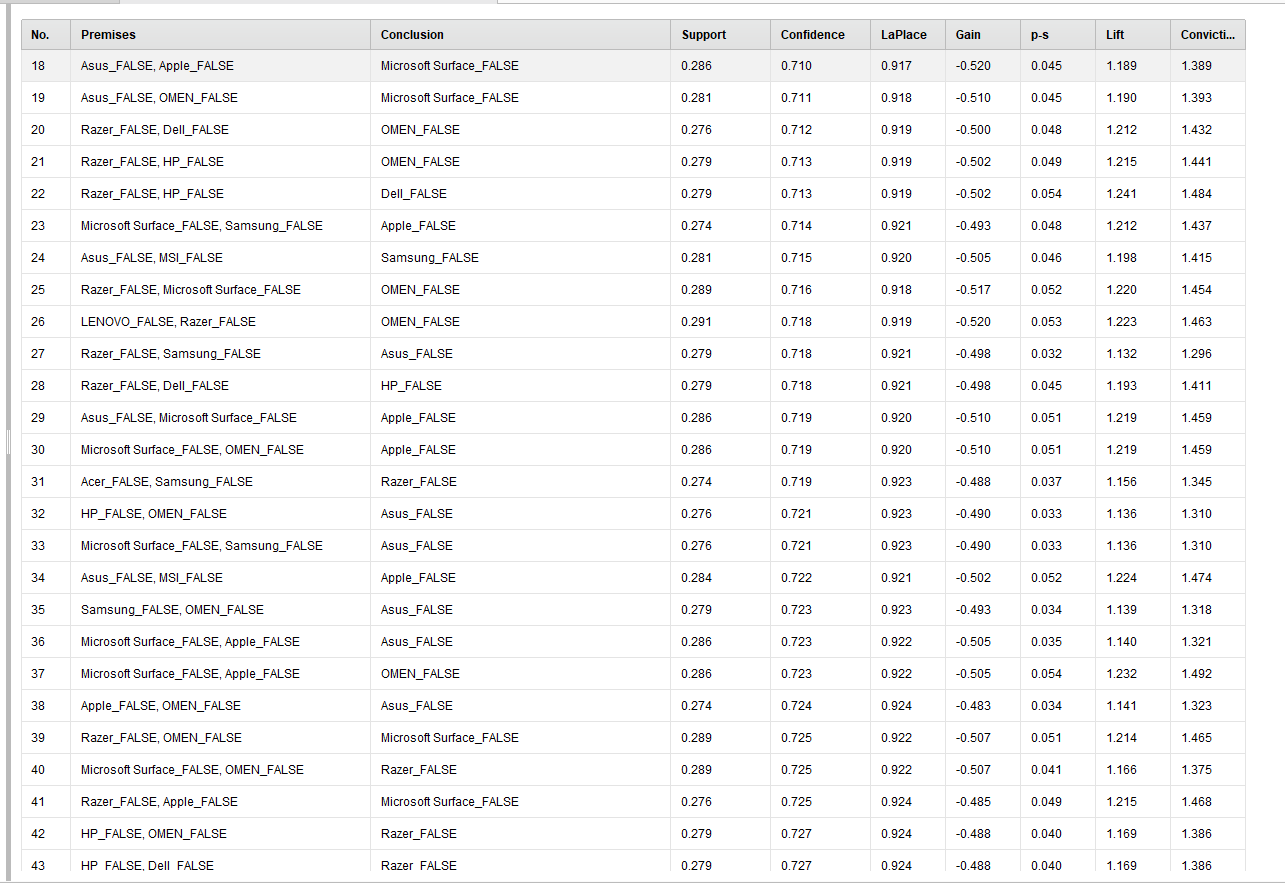 No. Premises Conclusion Support Confidence LaPlace Gain p-s Lift Convicti...
18 Asus_FALSE, Apple_FALSE Microsoft Surface_FALSE 0.286 0.710 0.917 -0.520 0.045 1.189 1.389
19 Asus_FALSE, OMEN_FALSE Microsoft Surface_FALSE 0.281 0.711 0.918 -0.510 0.045 1.190 1.393
20 Razer_FALSE, Dell_FALSE OMEN_FALSE 0.276 0.712 0.919 -0.500 0.048 1.212 1.432
21 Razer_FALSE, HP_FALSE OMEN_FALSE 0.279 0.713 0.919 -0.502 0.049 1.215 1.441
22 Razer_FALSE, HP_FALSE Dell_FALSE 0.279 0.713 0.919 -0.502 0.054 1.241 1.484
23 Microsoft Surface_FALSE, Samsung_FALSE Apple_FALSE 0.274 0.714 0.921 -0.493 0.048 1.212 1.437
24 Asus_FALSE, MSI_FALSE Samsung_FALSE 0.281 0.715 0.920 -0.505 0.046 1.198 1.415
25 Razer_FALSE, Microsoft Surface_FALSE OMEN_FALSE 0.289 0.716 0.918 -0.517 0.052 1.220 1.454
26 LENOVO_FALSE, Razer_FALSE OMEN_FALSE 0.291 0.718 0.919 -0.520 0.053 1.223 1.463
27 Razer_FALSE, Samsung_FALSE Asus_FALSE 0.279 0.718 0.921 -0.498 0.032 1.132 1.296
28 Razer_FALSE, Dell_FALSE HP_FALSE 0.279 0.718 0.921 -0.498 0.045 1.193 1.411
29 Asus_FALSE, Microsoft Surface_FALSE Apple_FALSE 0.286 0.719 0.920 -0.510 0.051 1.219 1.459
30 Microsoft Surface_FALSE, OMEN_FALSE Apple_FALSE 0.286 0.719 0.920 -0.510 0.051 1.219 1.459
31 Acer_FALSE, Samsung_FALSE Razer_FALSE 0.274 0.719 0.923 -0.488 0.037 1.156 1.345
32 HP_FALSE, OMEN_FALSE Asus_FALSE 0.276 0.721 0.923 -0.490 0.033 1.136 1.310
33 Microsoft Surface_FALSE, Samsung_FALSE Asus_FALSE 0.276 0.721 0.923 -0.490 0.033 1.136 1.310
34 Asus_FALSE, MSI_FALSE Apple_FALSE 0.284 0.722 0.921 -0.502 0.052 1.224 1.474
35 Samsung_FALSE, OMEN_FALSE Asus_FALSE 0.279 0.723 0.923 -0.493 0.034 1.139 1.318
36 Microsoft Surface_FALSE, Apple_FALSE Asus_FALSE 0.286 0.723 0.922 -0.505 0.035 1.140 1.321
37 Microsoft Surface_FALSE, Apple_FALSE OMEN_FALSE 0.286 0.723 0.922 -0.505 0.054 1.232 1.492
38 Apple_FALSE, OMEN_FALSE Asus_FALSE 0.274 0.724 0.924 -0.483 0.034 1.141 1.323
39 Razer_FALSE, OMEN_FALSE Microsoft Surface_FALSE 0.289 0.725 0.922 -0.507 0.051 1.214 1.465
40 Microsoft Surface_FALSE, OMEN_FALSE Razer_FALSE 0.289 0.725 0.922 -0.507 0.041 1.166 1.375
41 Razer_FALSE, Apple_FALSE Microsoft Surface_FALSE 0.276 0.725 0.924 -0.485 0.049 1.215 1.468
42 HP_FALSE, OMEN_FALSE Razer_FALSE 0.279 0.727 0.924 -0.488 0.040 1.169 1.386
43 HP_FALSE, Dell_FALSE Razer_FALSE 0.279 0.727 0.924 -0.488 0.040 1.169 1.386